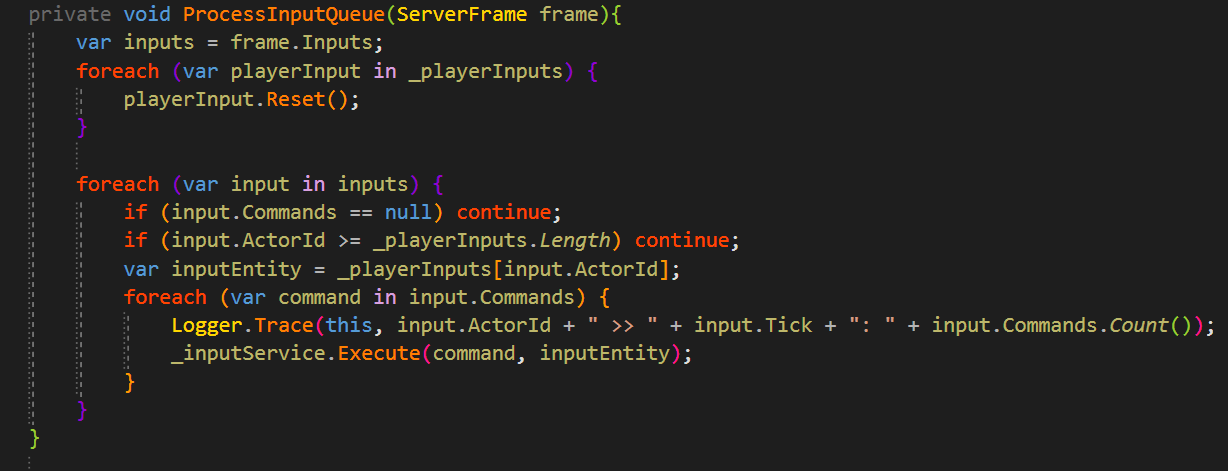 private void ProcessInputQueue(ServerFrame frame){
    var inputs = frame.Inputs;
    foreach (var playerInput in _playerInputs) {
        playerInput.Reset();
    }

    foreach (var input in inputs) {
        if (input.Commands == null) continue;
        if (input.ActorId >= _playerInputs.Length) continue;
        var inputEntity = _playerInputs[input.ActorId];
        foreach (var command in input.Commands) {
            Logger.Trace(this, input.ActorId + " >> " + input.Tick + ": " + input.Commands.Count());
            _inputService.Execute(command, inputEntity);
        }
    }
}